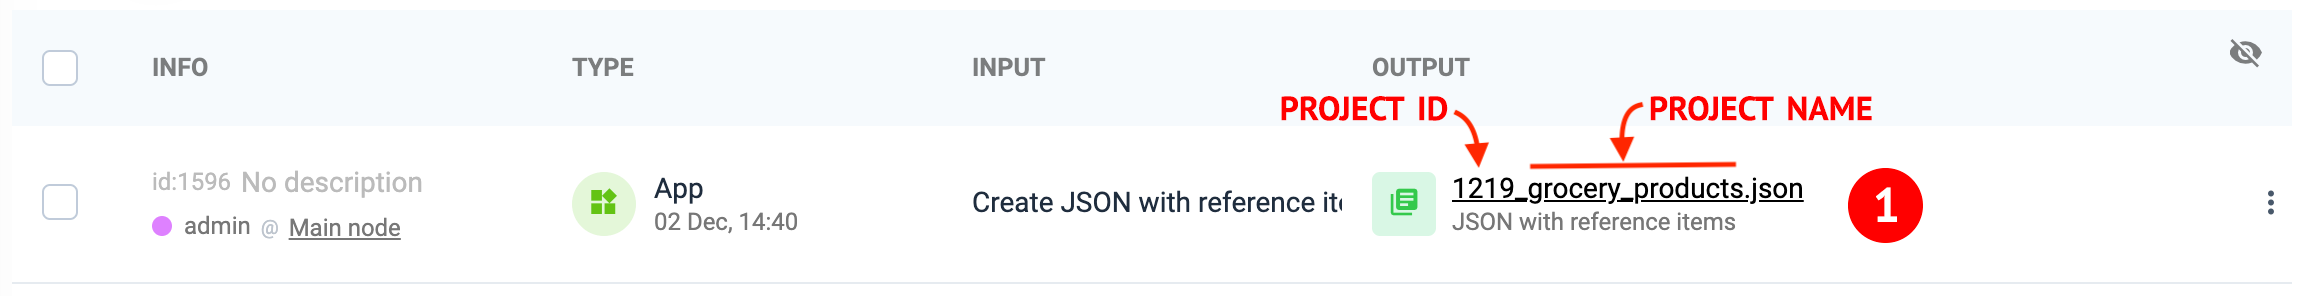 INFO TYPE INPUT OUTPUT
PROJECT ID PROJECT NAME
id:1596 No description
admin @ Main node
App
02 Dec, 14:40
Create JSON with reference it
1219_grocery_products.json
JSON with reference items
1